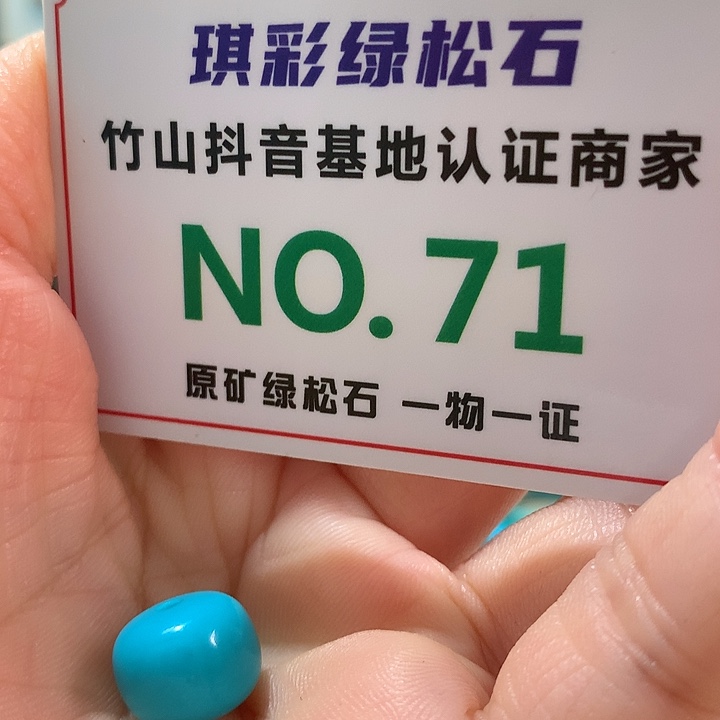 琪彩绿松石
竹山抖音基地认证商家
NO.71
原矿绿松石 一物一证